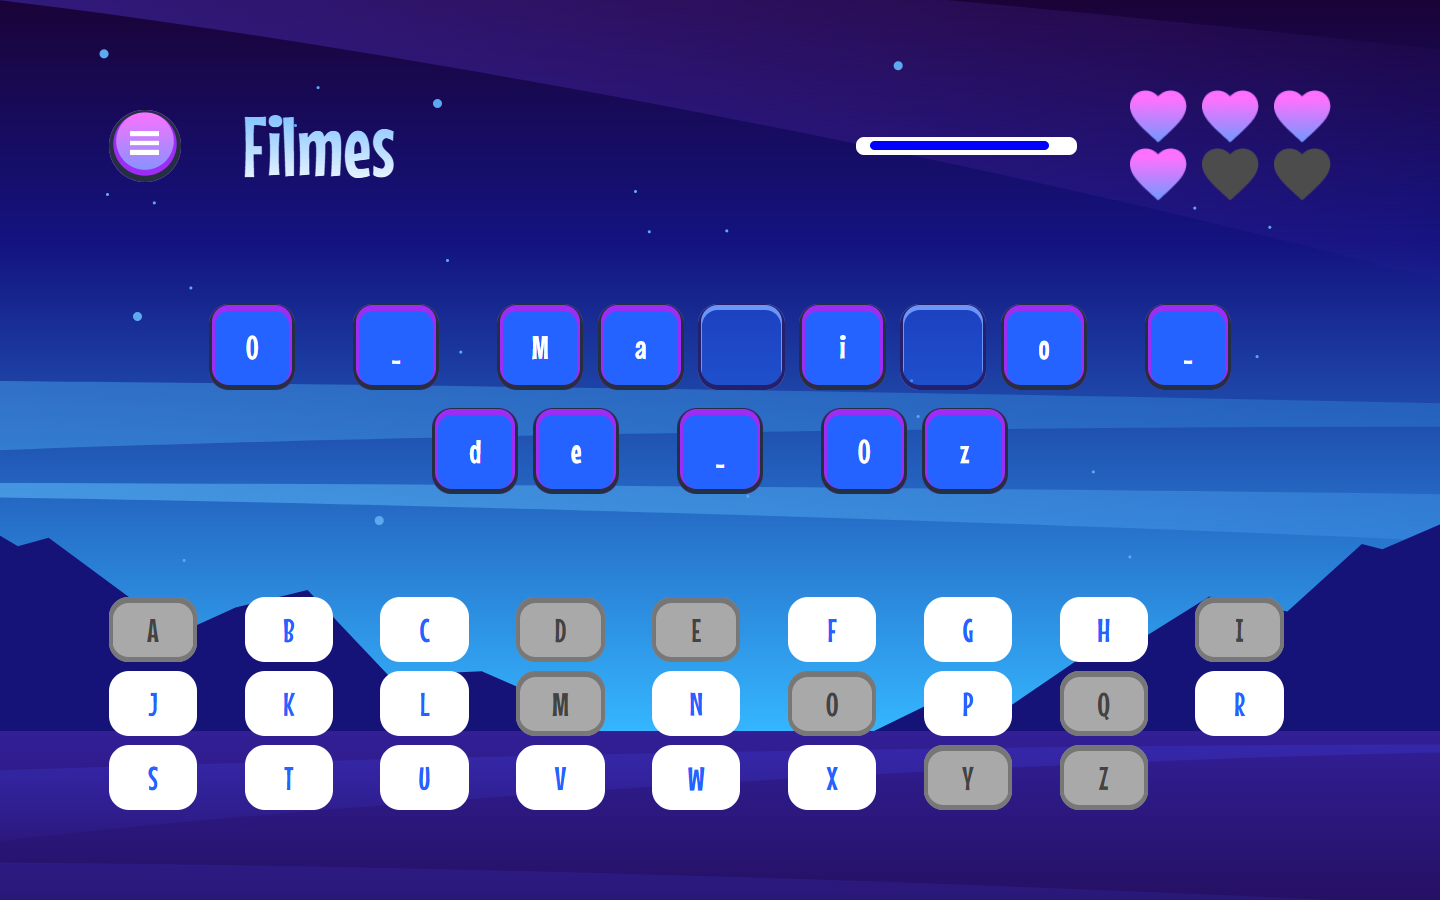 Filmes
O _ M a i o _
d e _ O z
A B C D E F G H I
J K L M N O P Q R
S T U V W X Y Z